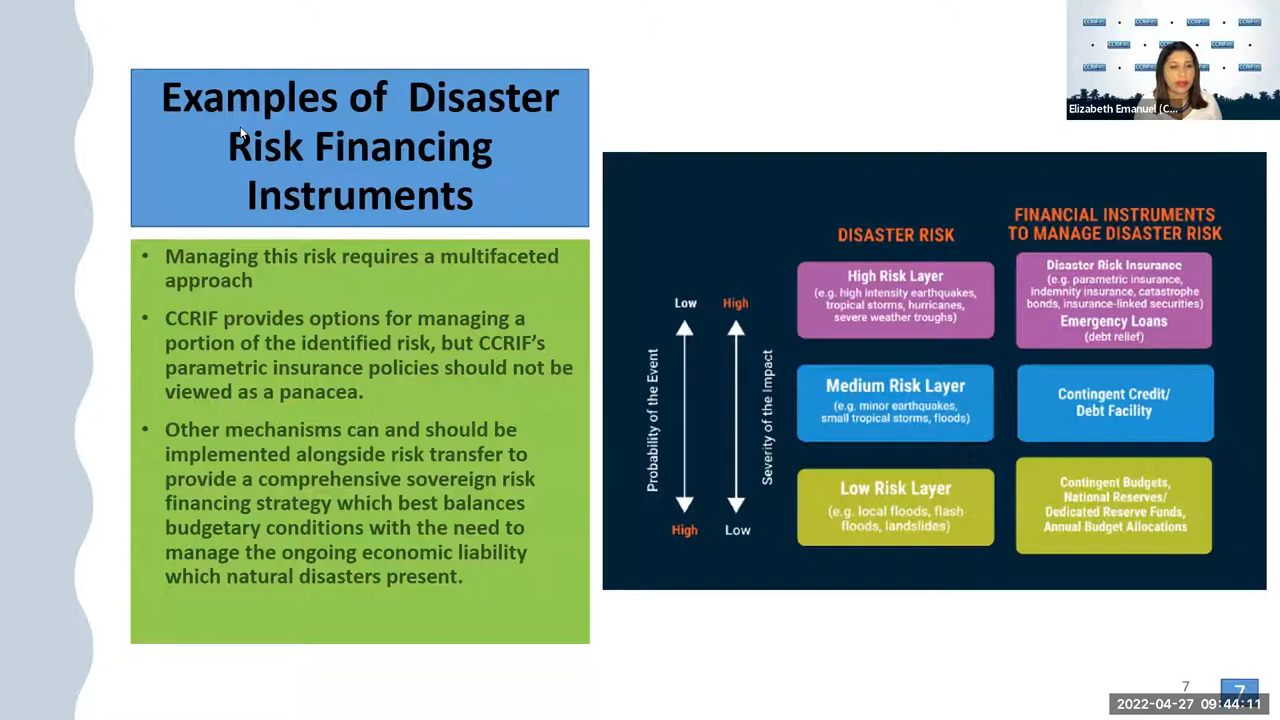 Examples of Disaster
Risk Financing
Instruments
• Managing this risk requires a multifaceted
approach
• CCRIF provides options for managing a
portion of the identified risk, but CCRIF's
parametric insurance policies should not be
viewed as a panacea.
• Other mechanisms can and should be
implemented alongside risk transfer to
provide a comprehensive sovereign risk
financing strategy which best balances
budgetary conditions with the need to
manage the ongoing economic liability
which natural disasters present.
CCRIF
Elizabeth Emanuel (C...
DISASTER RISK
FINANCIAL INSTRUMENTS
TO MANAGE DISASTER RISK
Low
High
Probability of the Event
Severity of the Impact
High
Low
High Risk Layer
(e.g. high intensity earthquakes,
tropical storms, hurricanes,
severe weather troughs)
Disaster Risk Insurance
(e.g. parametric insurance,
indemnity insurance, catastrophe
bonds, insurance-linked securities)
Emergency Loans
(debt relief)
Medium Risk Layer
(e.g. minor earthquakes,
small tropical storms, floods)
Contingent Credit/
Debt Facility
Low Risk Layer
(e.g. local floods, flash
floods, landslides)
Contingent Budgets,
National Reserves/
Dedicated Reserve Funds,
Annual Budget Allocations
7
7
2022-04-27 09:44:11